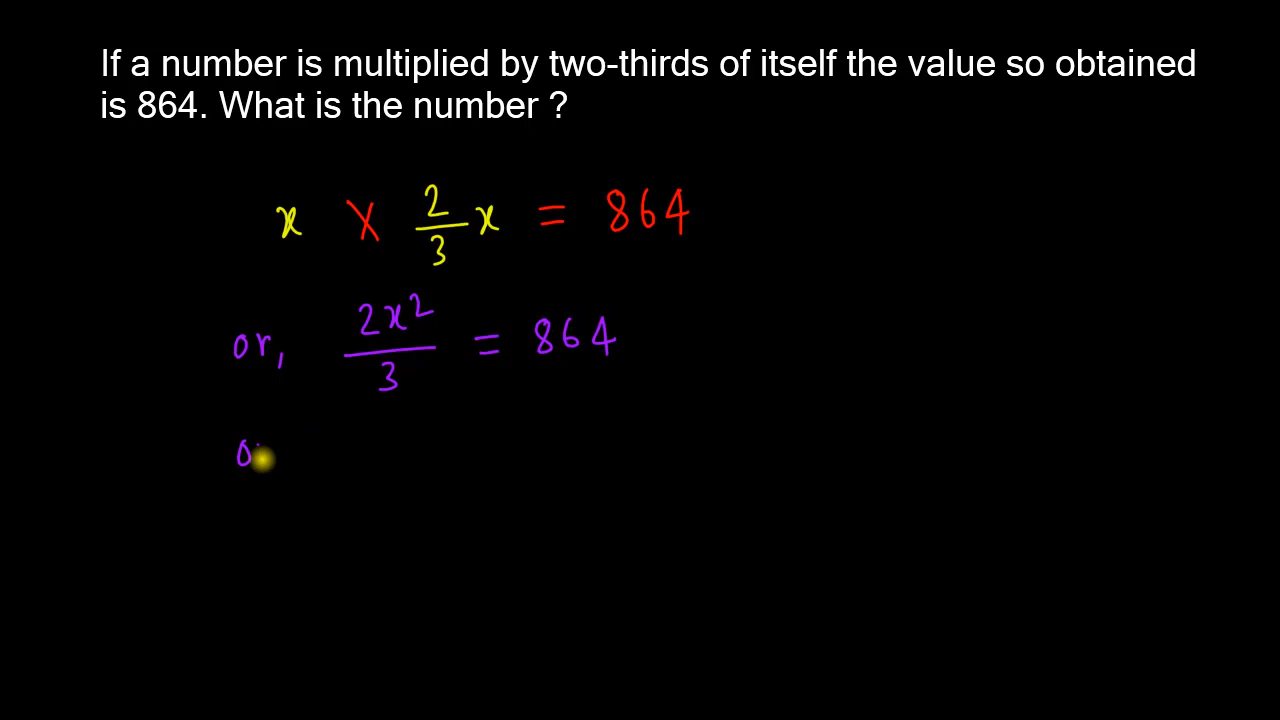 If a number is multiplied by two-thirds of itself the value so obtained
is 864. What is the number ?
x X 2/3 x = 864
or, 2x²/3 = 864